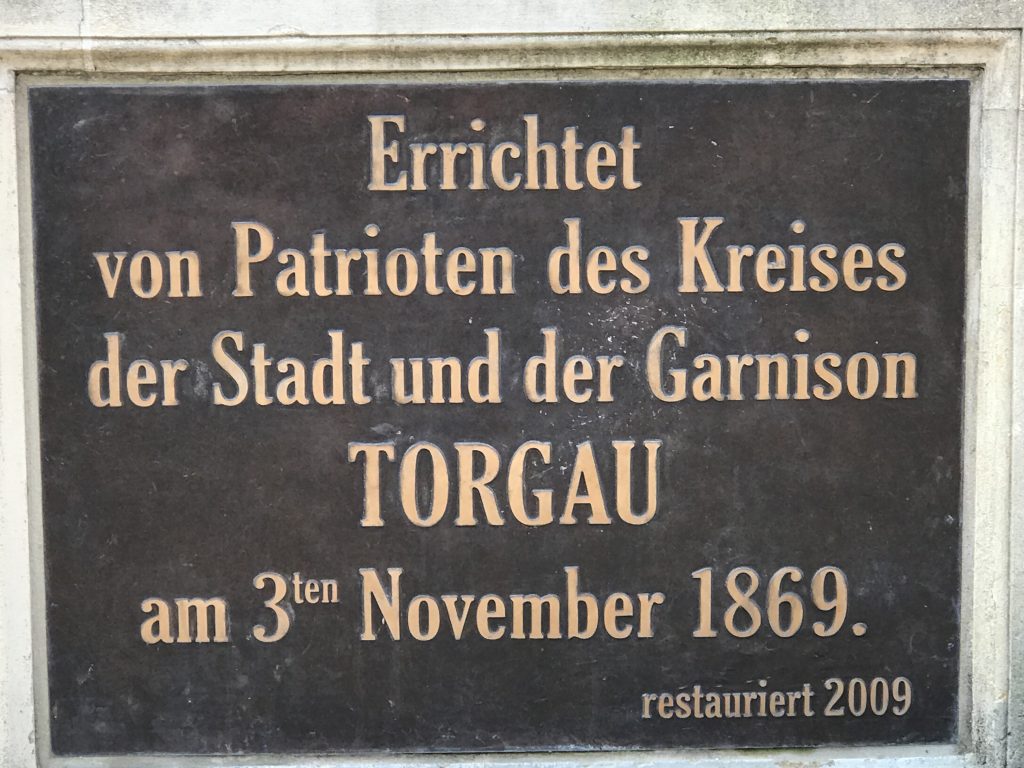 Errichtet
von Patrioten des Kreises
der Stadt und der Garnison
TORGAU
am 3ten November 1869.
restauriert 2009